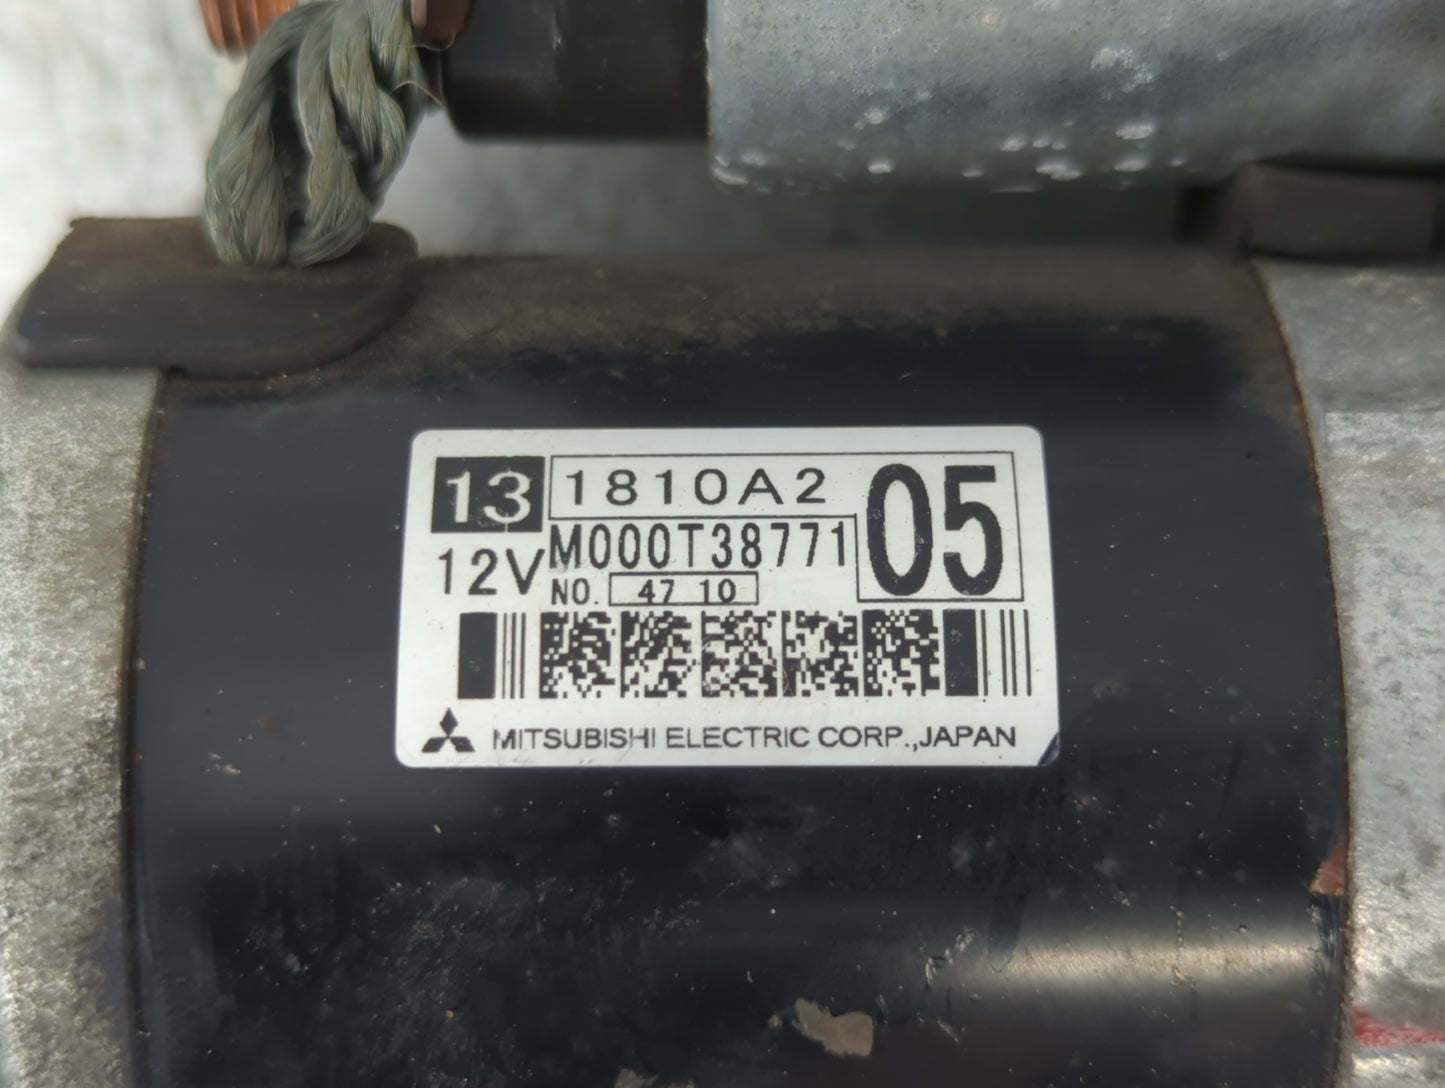 13 1810A2 05
12V M000T38771
NO. 47 10
MITSUBISHI ELECTRIC CORP.,JAPAN